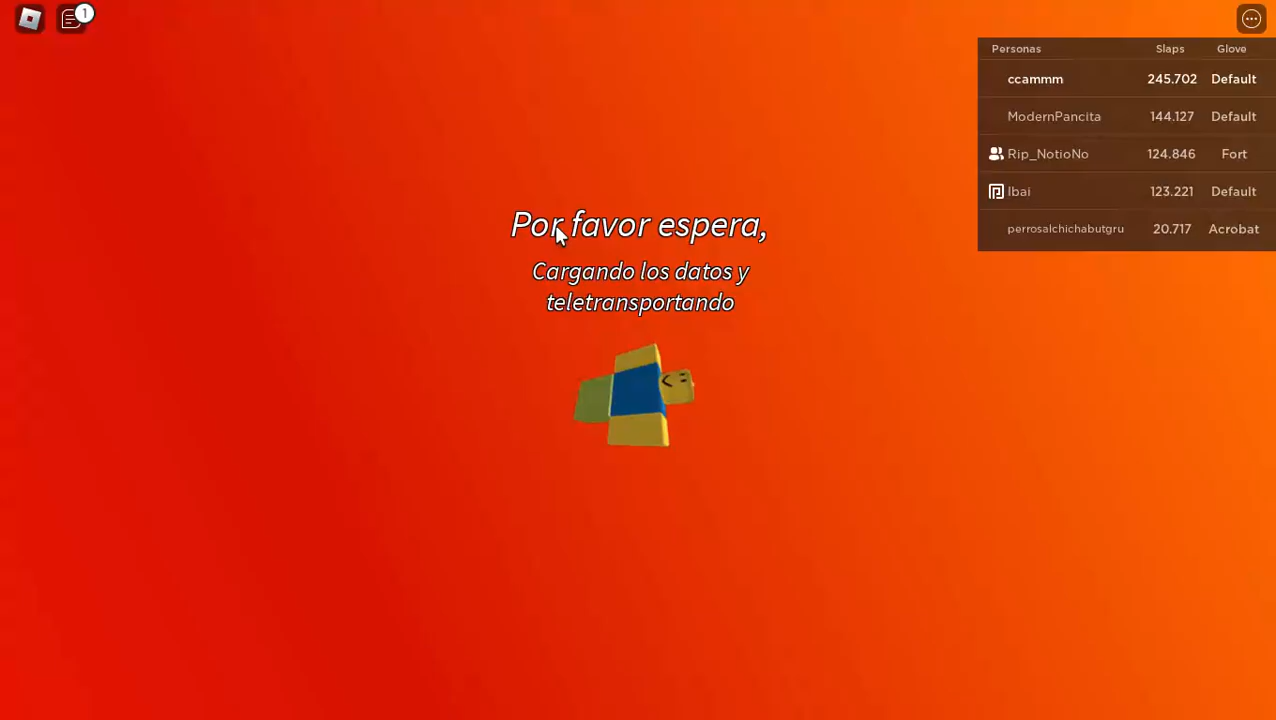 1
Personas Slaps Glove
ccammm 245.702 Default
ModernPancita 144.127 Default
Rip_NotioNo 124.846 Fort
Ibai 123.221 Default
perrosalchichabutgru 20.717 Acrobat
Por favor espera,
Cargando los datos y
teletransportando